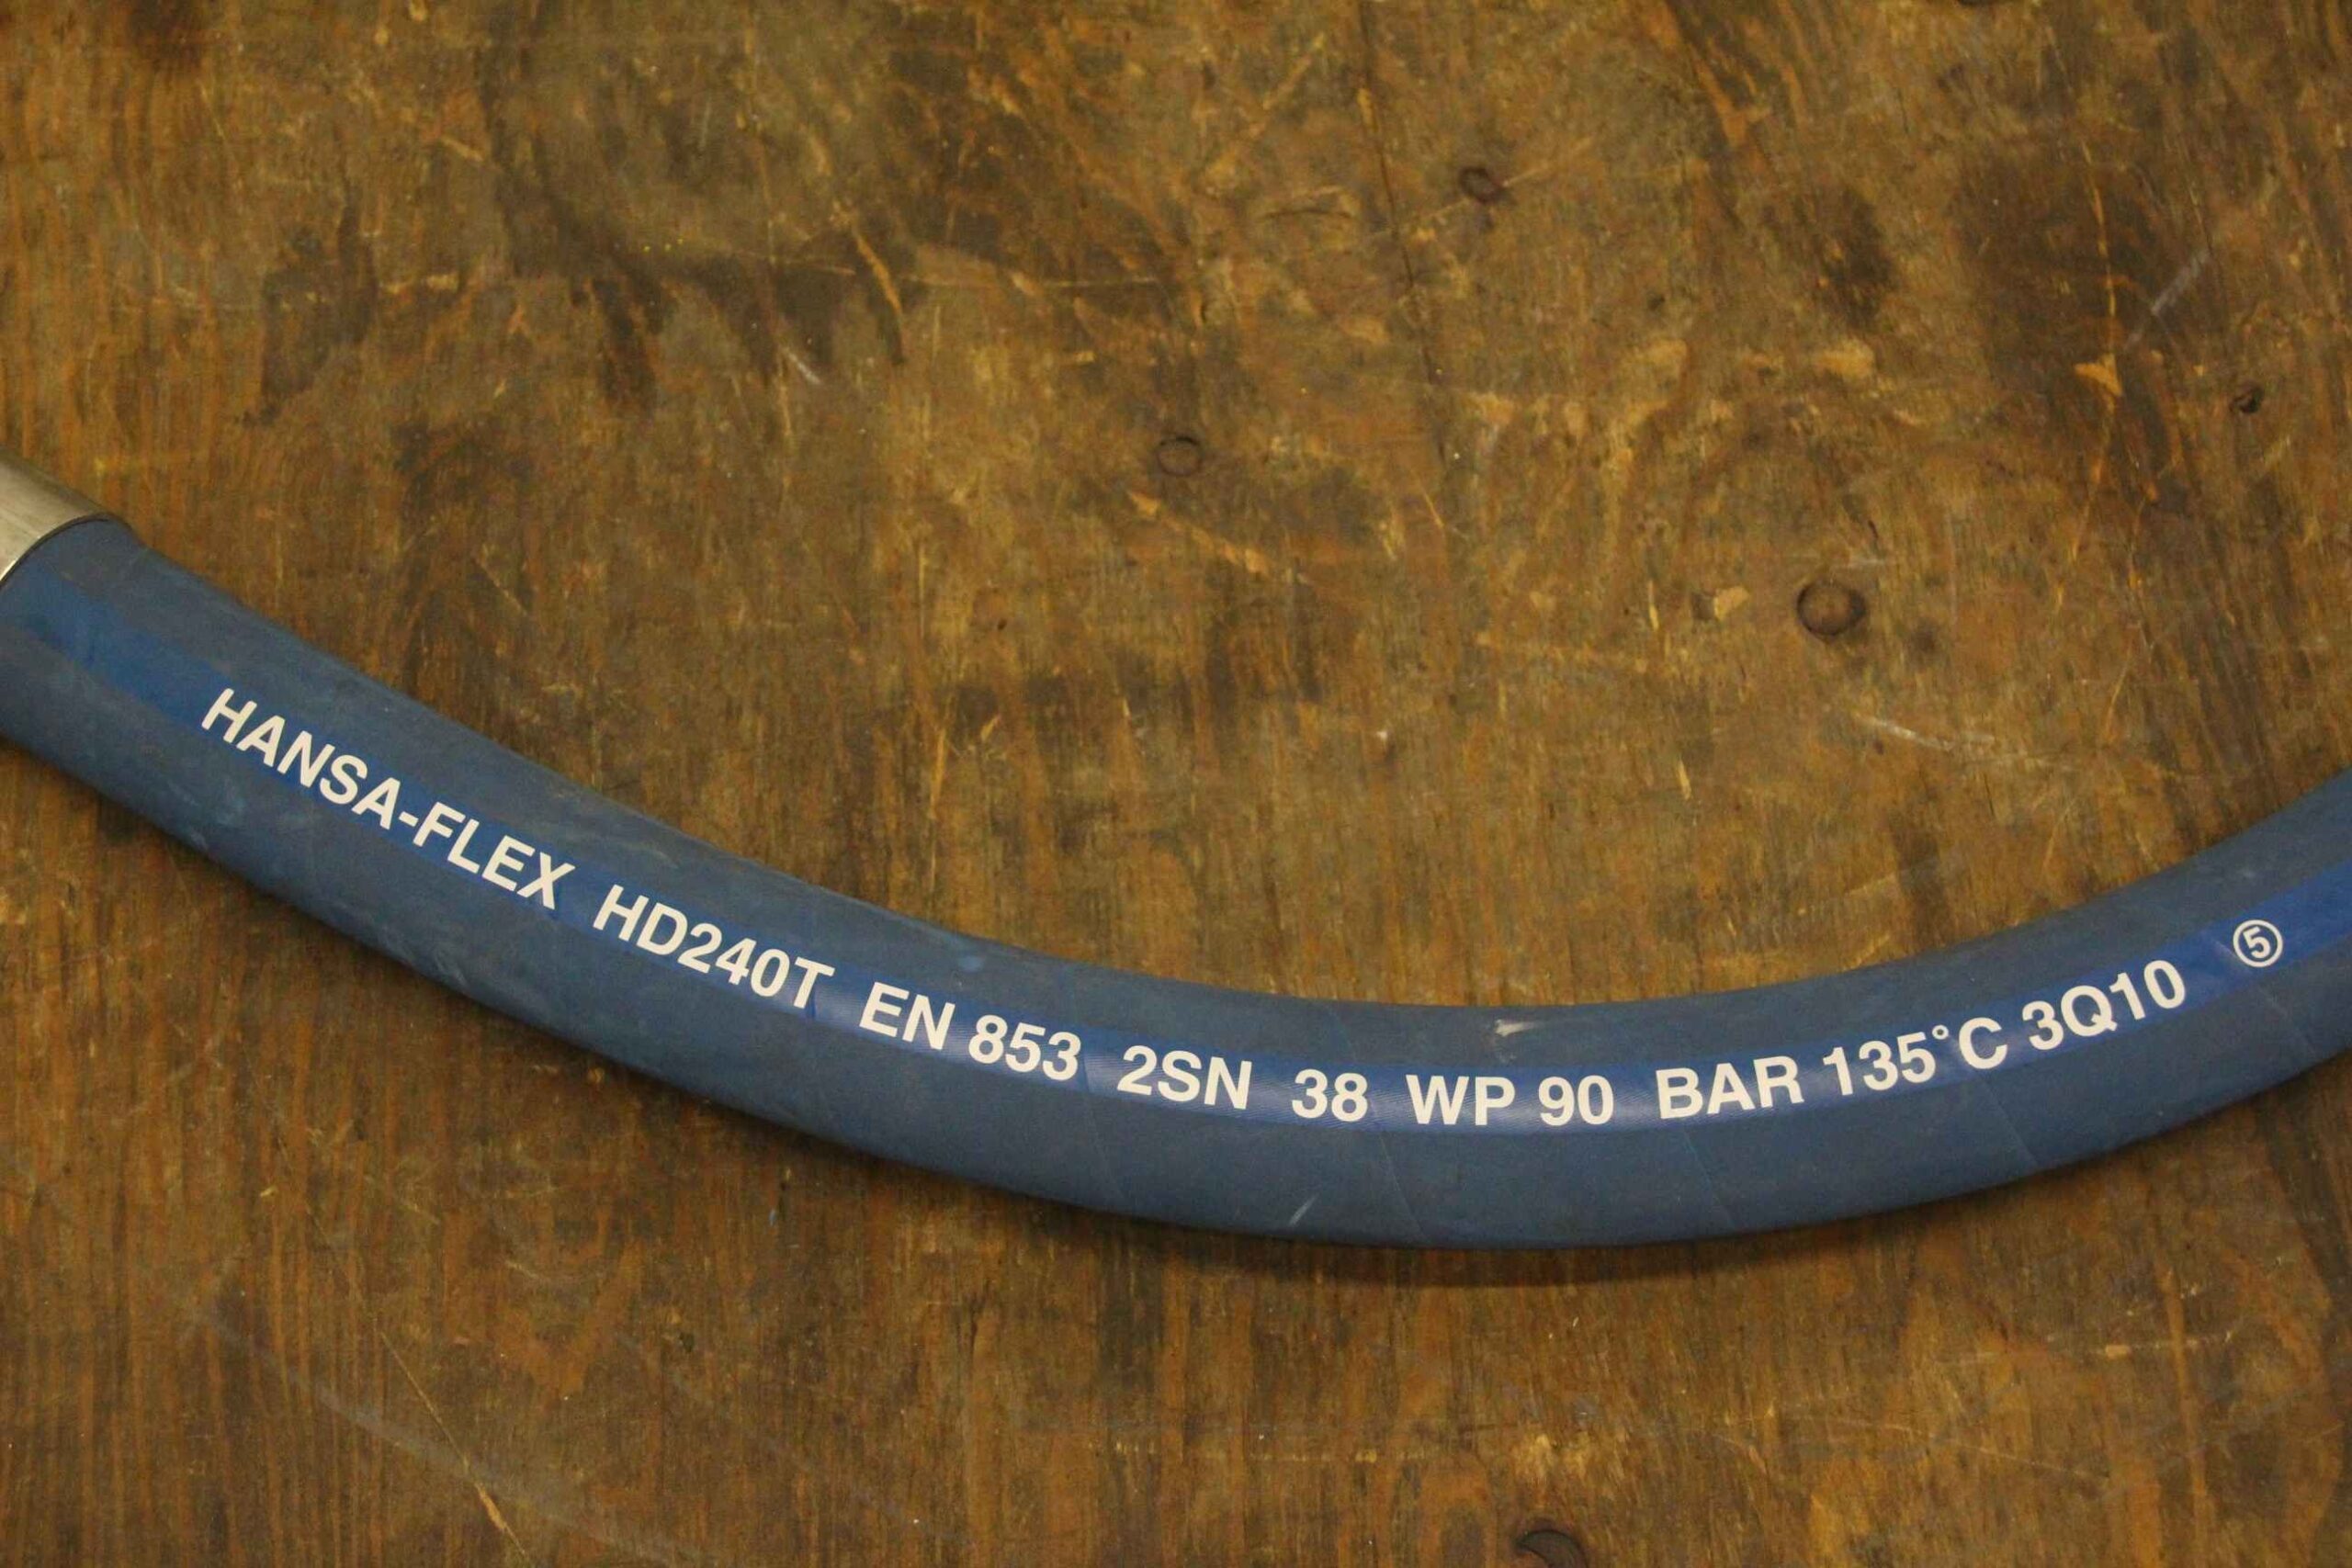 HANSA-FLEX HD240T EN 853 2SN 38 WP 90 BAR 135°C 3Q10 ⑤